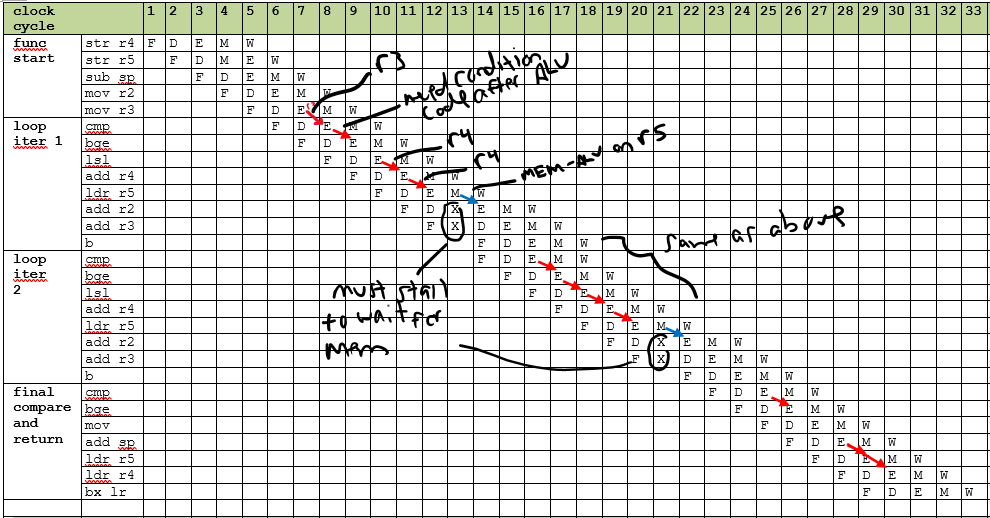 clock cycle 1 2 3 4 5 6 7 8 9 10 11 12 13 14 15 16 17 18 19 20 21 22 23 24 25 26 27 28 29 30 31 32 33
func start
str r4 F D E M W
str r5 F D M E W
sub sp F D E M W
mov r2 F D E M W
mov r3 F D E M W
r3
need condition
code after ALU
loop iter 1
cmp F D E M W
bge F D E M W
lsl F D E M W
add r4 F D E M W
ldr r5 F D E M W
add r2 F D X E M W
add r3 F X D E M W
b F D E M W
r4
r4
MEM-ALU on r5
same as above
loop iter 2
cmp F D E M W
bge F D E M W
lsl F D E M W
add r4 F D E M W
ldr r5 F D E M W
add r2 F D X E M W
add r3 F X D E M W
b F D E M W
must stall
to wait for
Mem
final compare and return
cmp F D E M W
bge F D E M W
mov F D E M W
add sp F D E M W
ldr r5 F D E M W
ldr r4 F D E M W
bx lr F D E M W